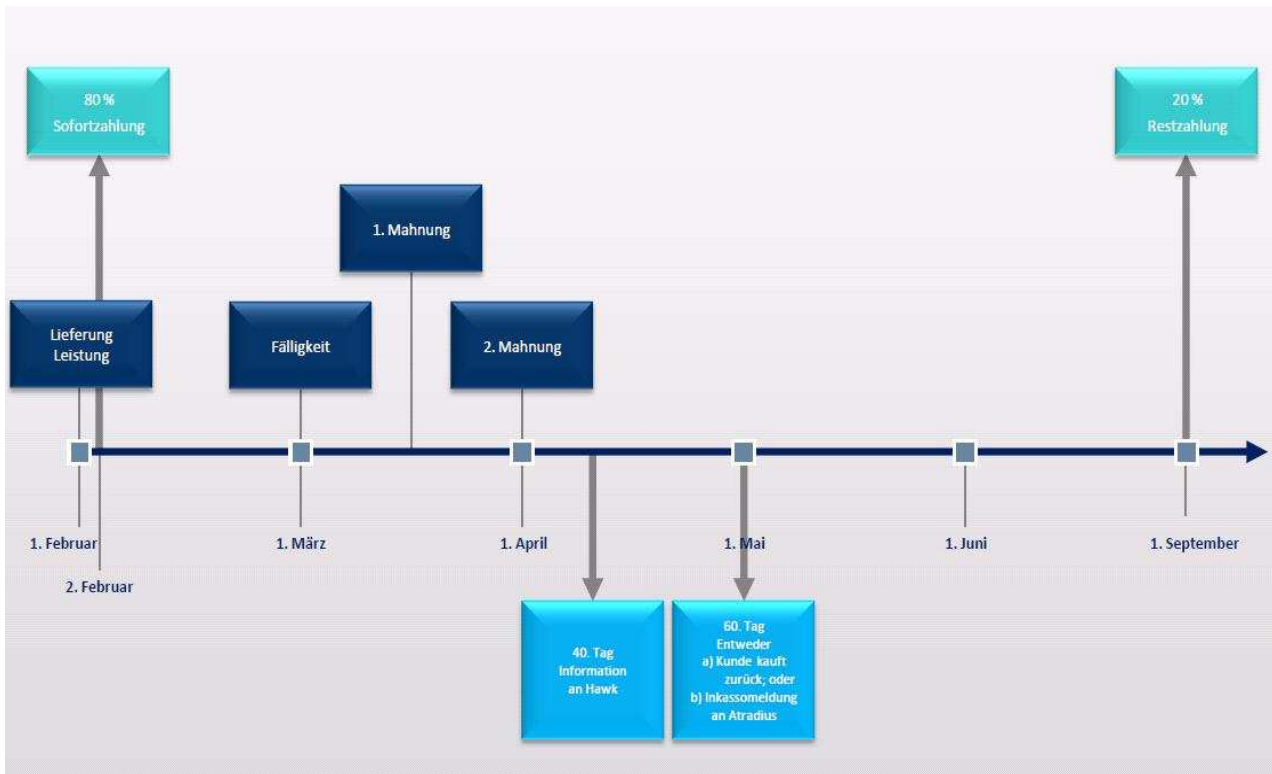 80 %
Sofortzahlung
20 %
Restzahlung
1. Mahnung
Lieferung
Leistung
Fälligkeit
2. Mahnung
1. Februar
1. März
1. April
1. Mai
1. Juni
1. September
2. Februar
40. Tag
Information
an Hawk
60. Tag
Entweder
a) Kunde kauft
zurück; oder
b) Inkassomeldung
an Atradius